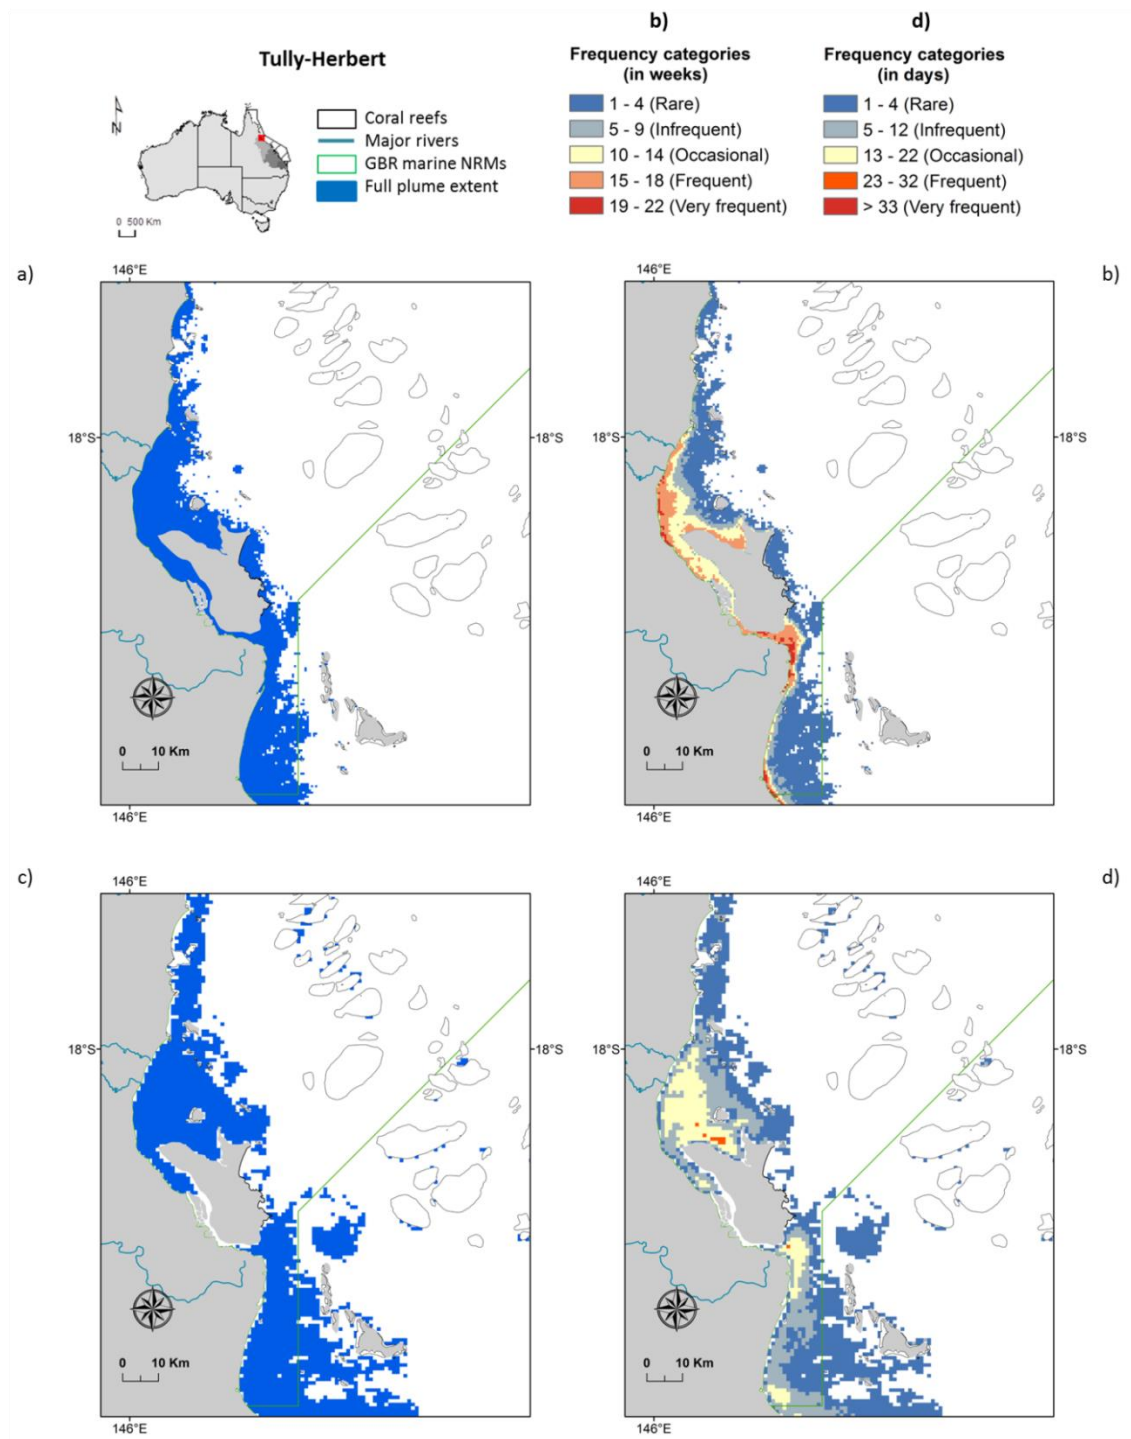 Tully-Herbert
N
0 500 Km
Coral reefs
Major rivers
GBR marine NRMs
Full plume extent
b)
Frequency categories
(in weeks)
1 - 4 (Rare)
5 - 9 (Infrequent)
10 - 14 (Occasional)
15 - 18 (Frequent)
19 - 22 (Very frequent)
d)
Frequency categories
(in days)
1 - 4 (Rare)
5 - 12 (Infrequent)
13 - 22 (Occasional)
23 - 32 (Frequent)
> 33 (Very frequent)
a)
146°E
18°S
18°S
0 10 Km
146°E
b)
146°E
18°S
0 10 Km
146°E
c)
146°E
18°S
18°S
0 10 Km
146°E
d)
146°E
18°S
0 10 Km
146°E